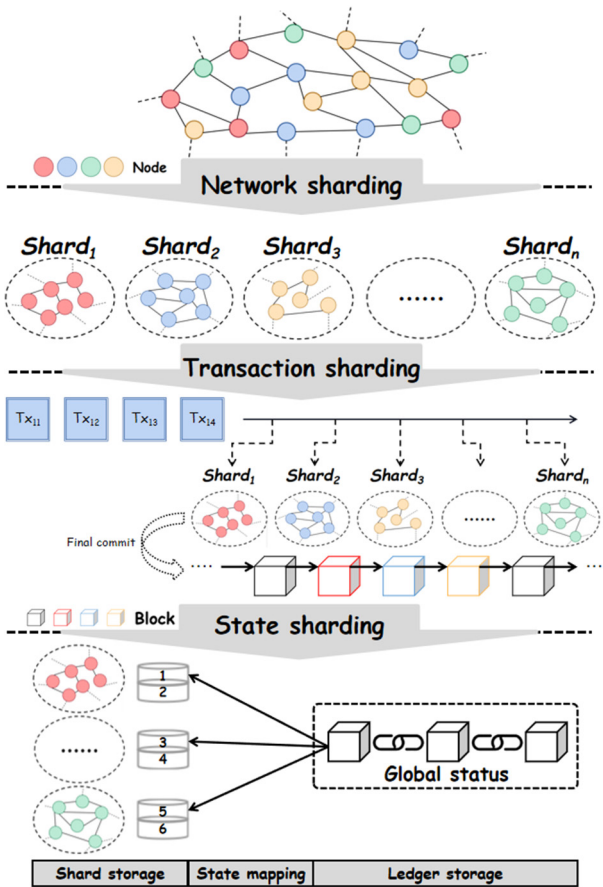 Node
Network sharding
Shard1 Shard2 Shard3 Shardn
......
Transaction sharding
Tx11 Tx12 Tx13 Tx14
Shard1 Shard2 Shard3 Shardn
......
Final commit
.... ...
Block
State sharding
1
2
......
3
4
Global status
5
6
Shard storage State mapping Ledger storage